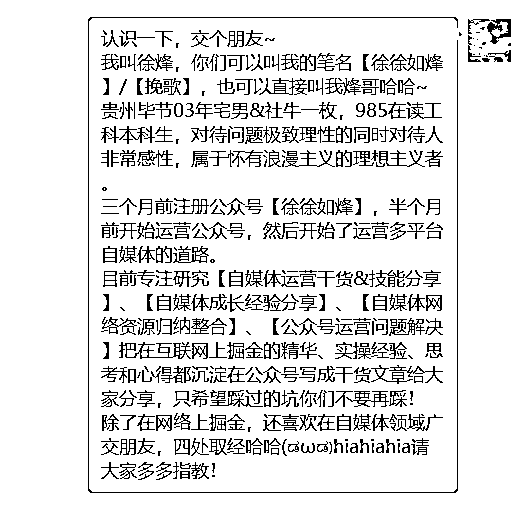 认识一下，交个朋友~
我叫徐烽，你们可以叫我的笔名【徐徐如烽
】/【挽歌】，也可以直接叫我烽哥哈哈~
贵州毕节03年宅男&社牛一枚，985在读工
科本科生，对待问题极致理性的同时对待人
非常感性，属于怀有浪漫主义的理想主义者
。
三个月前注册公众号【徐徐如烽】，半个月
前开始运营公众号，然后开始了运营多平台
自媒体的道路。
目前专注研究【自媒体运营干货&技能分享
】、【自媒体成长经验分享】、【自媒体网
络资源归纳整合】、【公众号运营问题解决
】把在互联网上掘金的精华、实操经验、思
考和心得都沉淀在公众号写成干货文章给大
家分享，只希望踩过的坑你们不要再踩！
除了在网络上掘金，还喜欢在自媒体领域广
交朋友，四处取经哈哈(ಡωಡ)hiahiahia请
大家多多指教！